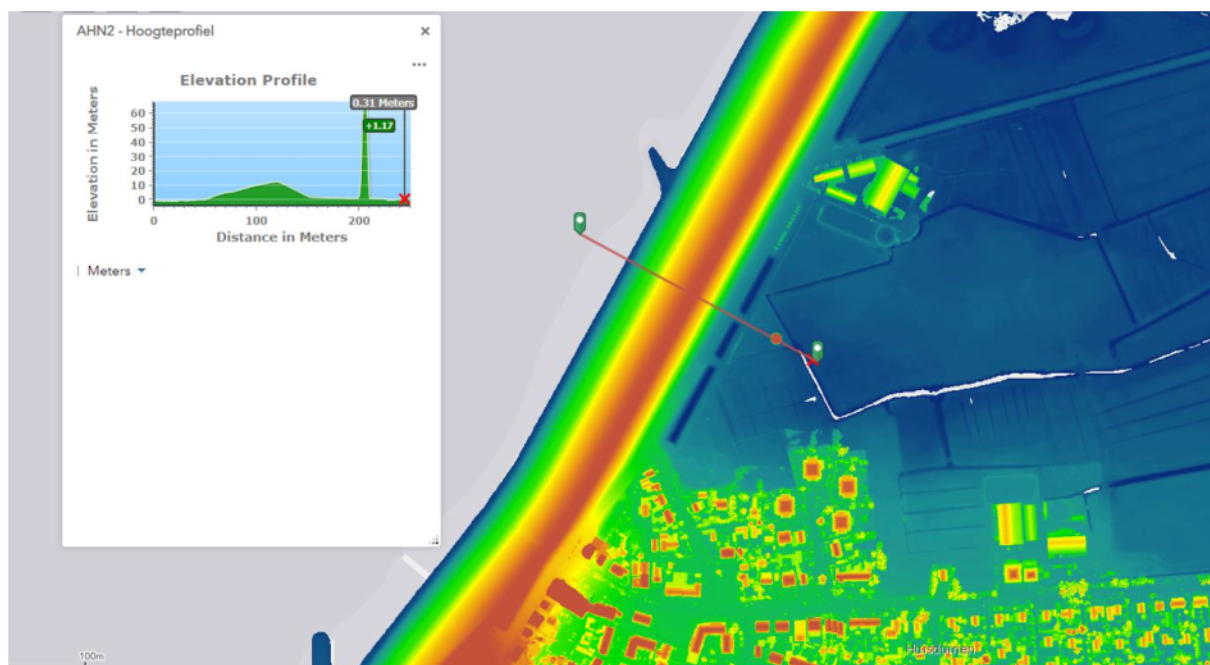 AHN2 - Hoogteprofiel
Elevation Profile
Elevation in Meters
0.31 Meters
+1.17
60
50
40
30
20
10
0
0
100
200
Distance in Meters
Meters
100m
Huisduinen